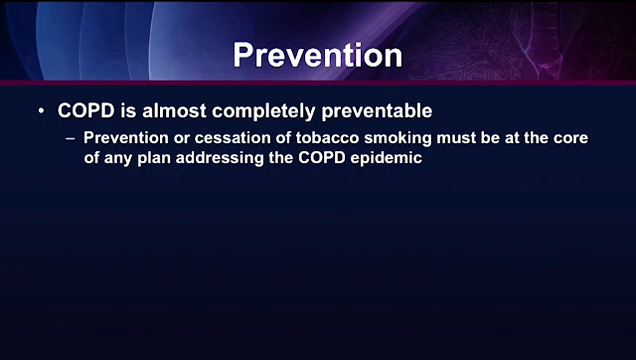 Prevention
• COPD is almost completely preventable
– Prevention or cessation of tobacco smoking must be at the core
of any plan addressing the COPD epidemic